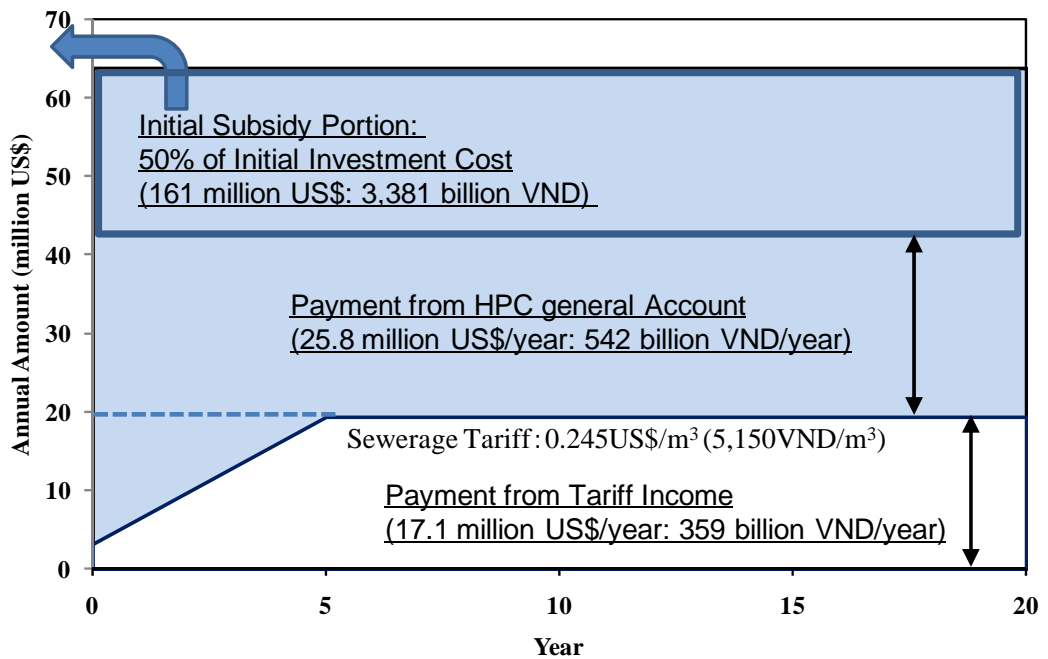 Annual Amount (million US$)
70
60
50
40
30
20
10
0
Initial Subsidy Portion:
50% of Initial Investment Cost
(161 million US$: 3,381 billion VND)
Payment from HPC general Account
(25.8 million US$/year: 542 billion VND/year)
Sewerage Tariff: 0.245US$/m³ (5,150VND/m³)
Payment from Tariff Income
(17.1 million US$/year: 359 billion VND/year)
0 5 10 15 20
Year